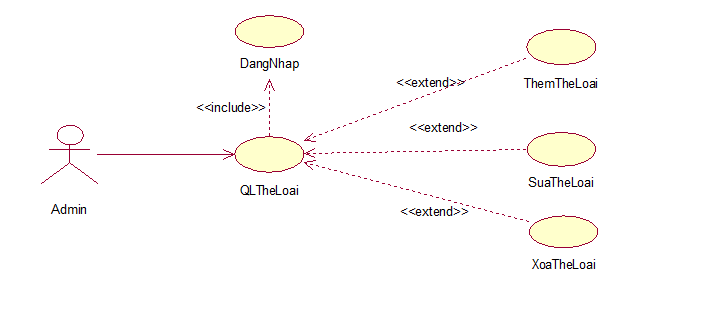 DangNhap
<<extend>>
ThemTheLoai
<<include>>
<<extend>>
Admin
QLTheLoai
SuaTheLoai
<<extend>>
XoaTheLoai